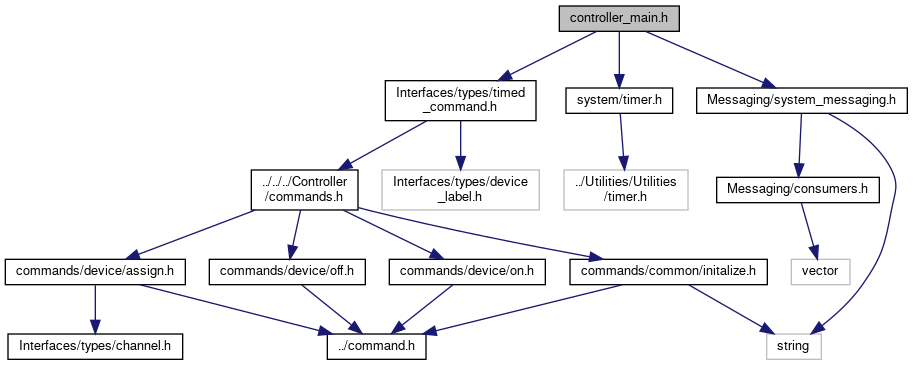 controller_main.h
Interfaces/types/timed
_command.h
system/timer.h
Messaging/system_messaging.h
../../../Controller
/commands.h
Interfaces/types/device
_label.h
../Utilities/Utilities
/timer.h
Messaging/consumers.h
commands/device/assign.h
commands/device/off.h
commands/device/on.h
commands/common/initalize.h
vector
Interfaces/types/channel.h
../command.h
string